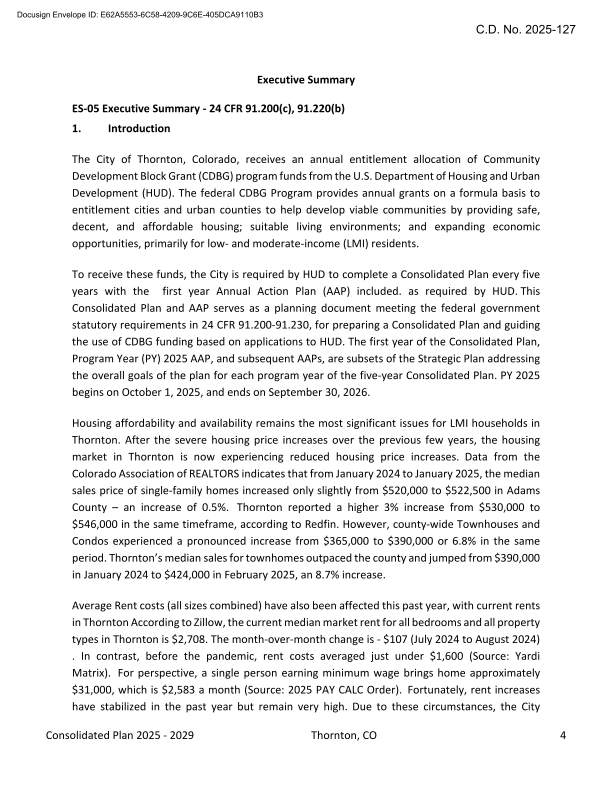 Docusign Envelope ID: E62A5553-6C58-4209-9C6E-405DCA9110B3
C.D. No. 2025-127
Executive Summary
ES-05 Executive Summary - 24 CFR 91.200(c), 91.220(b)
1. Introduction
The City of Thornton, Colorado, receives an annual entitlement allocation of Community
Development Block Grant (CDBG) program funds from the U.S. Department of Housing and Urban
Development (HUD). The federal CDBG Program provides annual grants on a formula basis to
entitlement cities and urban counties to help develop viable communities by providing safe,
decent, and affordable housing; suitable living environments; and expanding economic
opportunities, primarily for low- and moderate-income (LMI) residents.
To receive these funds, the City is required by HUD to complete a Consolidated Plan every five
years with the first year Annual Action Plan (AAP) included. as required by HUD. This
Consolidated Plan and AAP serves as a planning document meeting the federal government
statutory requirements in 24 CFR 91.200-91.230, for preparing a Consolidated Plan and guiding
the use of CDBG funding based on applications to HUD. The first year of the Consolidated Plan,
Program Year (PY) 2025 AAP, and subsequent AAPs, are subsets of the Strategic Plan addressing
the overall goals of the plan for each program year of the five-year Consolidated Plan. PY 2025
begins on October 1, 2025, and ends on September 30, 2026.
Housing affordability and availability remains the most significant issues for LMI households in
Thornton. After the severe housing price increases over the previous few years, the housing
market in Thornton is now experiencing reduced housing price increases. Data from the
Colorado Association of REALTORS indicates that from January 2024 to January 2025, the median
sales price of single-family homes increased only slightly from $520,000 to $522,500 in Adams
County – an increase of 0.5%. Thornton reported a higher 3% increase from $530,000 to
$546,000 in the same timeframe, according to Redfin. However, county-wide Townhouses and
Condos experienced a pronounced increase from $365,000 to $390,000 or 6.8% in the same
period. Thornton’s median sales for townhomes outpaced the county and jumped from $390,000
in January 2024 to $424,000 in February 2025, an 8.7% increase.
Average Rent costs (all sizes combined) have also been affected this past year, with current rents
in Thornton According to Zillow, the current median market rent for all bedrooms and all property
types in Thornton is $2,708. The month-over-month change is - $107 (July 2024 to August 2024)
. In contrast, before the pandemic, rent costs averaged just under $1,600 (Source: Yardi
Matrix). For perspective, a single person earning minimum wage brings home approximately
$31,000, which is $2,583 a month (Source: 2025 PAY CALC Order). Fortunately, rent increases
have stabilized in the past year but remain very high. Due to these circumstances, the City
Consolidated Plan 2025 - 2029 Thornton, CO 4